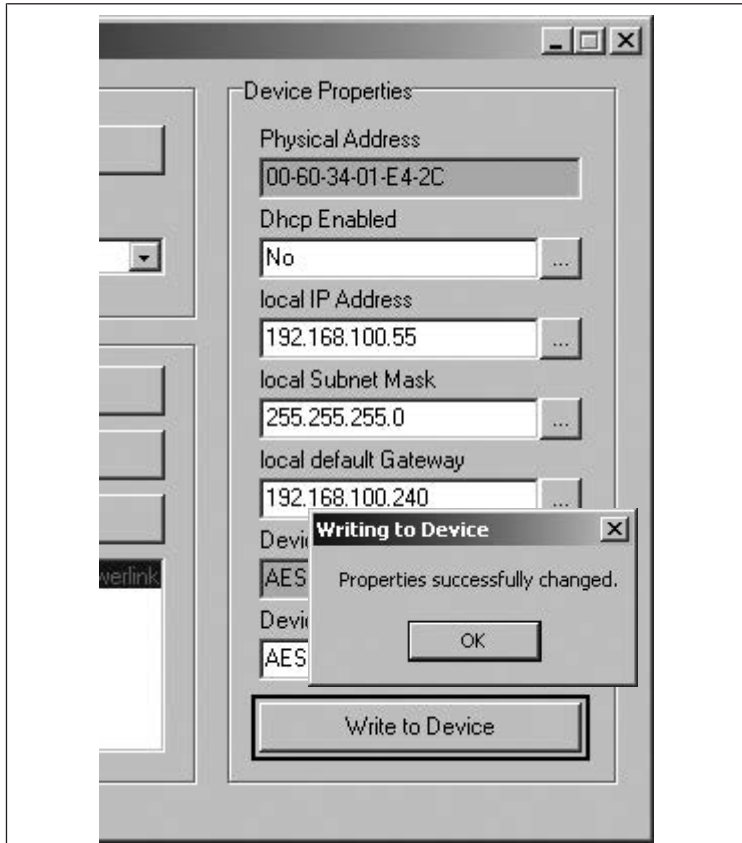 Device Properties
Physical Address
00-60-34-01-E4-2C
Dhcp Enabled
No
...
local IP Address
192.168.100.55
...
local Subnet Mask
255.255.255.0
...
local default Gateway
192.168.100.240
...
Writing to Device
Properties successfully changed.
OK
AES
AES
Write to Device